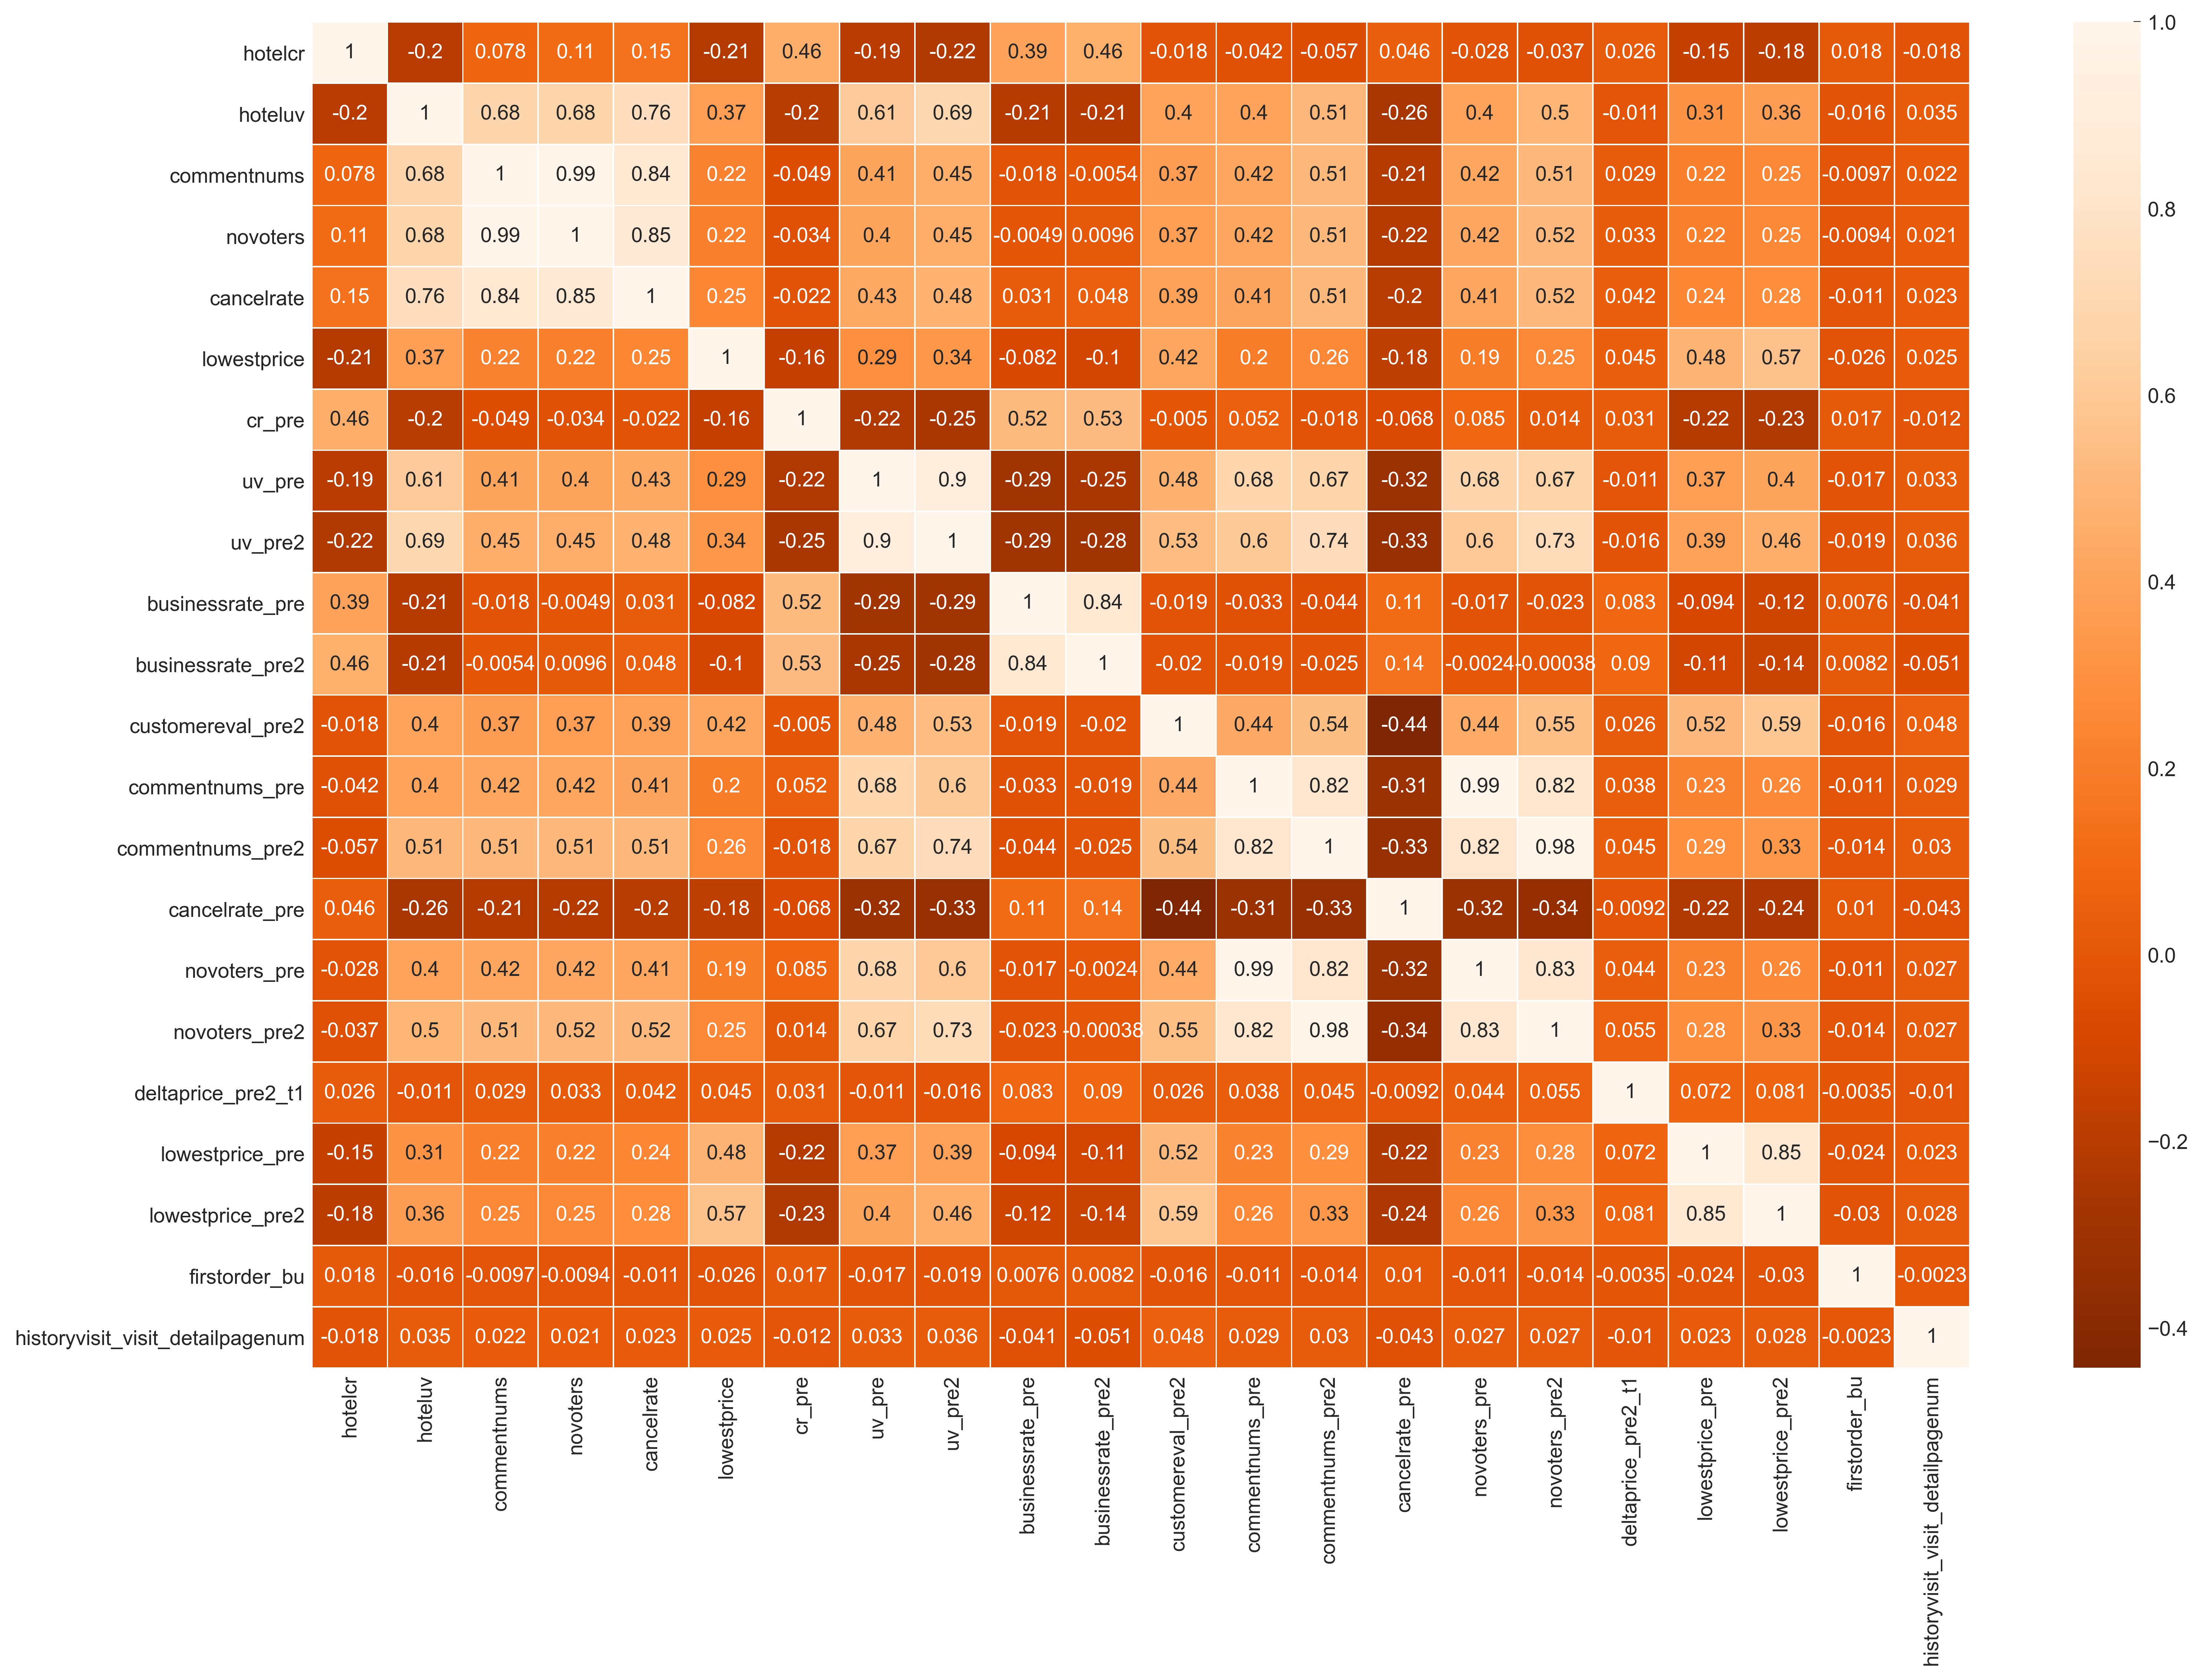 hotelcr 1 -0.2 0.078 0.11 0.15 -0.21 0.46 -0.19 -0.22 0.39 0.46 -0.018 -0.042 -0.057 0.046 -0.028 -0.037 0.026 -0.15 -0.18 0.018 -0.018
hoteluv -0.2 1 0.68 0.68 0.76 0.37 -0.2 0.61 0.69 -0.21 -0.21 0.4 0.4 0.51 -0.26 0.4 0.5 -0.011 0.31 0.36 -0.016 0.035
commentnums 0.078 0.68 1 0.99 0.84 0.22 -0.049 0.41 0.45 -0.018 -0.0054 0.37 0.42 0.51 -0.21 0.42 0.51 0.029 0.22 0.25 -0.0097 0.022
novoters 0.11 0.68 0.99 1 0.85 0.22 -0.034 0.4 0.45 -0.0049 0.0096 0.37 0.42 0.51 -0.22 0.42 0.52 0.033 0.22 0.25 -0.0094 0.021
cancelrate 0.15 0.76 0.84 0.85 1 0.25 -0.022 0.43 0.48 0.031 0.048 0.39 0.41 0.51 -0.2 0.41 0.52 0.042 0.24 0.28 -0.011 0.023
lowestprice -0.21 0.37 0.22 0.22 0.25 1 -0.16 0.29 0.34 -0.082 -0.1 0.42 0.2 0.26 -0.18 0.19 0.25 0.045 0.48 0.57 -0.026 0.025
cr_pre 0.46 -0.2 -0.049 -0.034 -0.022 -0.16 1 -0.22 -0.25 0.52 0.53 -0.005 0.052 -0.018 -0.068 0.085 0.014 0.031 -0.22 -0.23 0.017 -0.012
uv_pre -0.19 0.61 0.41 0.4 0.43 0.29 -0.22 1 0.9 -0.29 -0.25 0.48 0.68 0.67 -0.32 0.68 0.67 -0.011 0.37 0.4 -0.017 0.033
uv_pre2 -0.22 0.69 0.45 0.45 0.48 0.34 -0.25 0.9 1 -0.29 -0.28 0.53 0.6 0.74 -0.33 0.6 0.73 -0.016 0.39 0.46 -0.019 0.036
businessrate_pre 0.39 -0.21 -0.018 -0.0049 0.031 -0.082 0.52 -0.29 -0.29 1 0.84 -0.019 -0.033 -0.044 0.11 -0.017 -0.023 0.083 -0.094 -0.12 0.0076 -0.041
businessrate_pre2 0.46 -0.21 -0.0054 0.0096 0.048 -0.1 0.53 -0.25 -0.28 0.84 1 -0.02 -0.019 -0.025 0.14 -0.0024 -0.00038 0.09 -0.11 -0.14 0.0082 -0.051
customereval_pre2 -0.018 0.4 0.37 0.37 0.39 0.42 -0.005 0.48 0.53 -0.019 -0.02 1 0.44 0.54 -0.44 0.44 0.55 0.026 0.52 0.59 -0.016 0.048
commentnums_pre -0.042 0.4 0.42 0.42 0.41 0.2 0.052 0.68 0.6 -0.033 -0.019 0.44 1 0.82 -0.31 0.99 0.82 0.038 0.23 0.26 -0.011 0.029
commentnums_pre2 -0.057 0.51 0.51 0.51 0.51 0.26 -0.018 0.67 0.74 -0.044 -0.025 0.54 0.82 1 -0.33 0.82 0.98 0.045 0.29 0.33 -0.014 0.03
cancelrate_pre 0.046 -0.26 -0.21 -0.22 -0.2 -0.18 -0.068 -0.32 -0.33 0.11 0.14 -0.44 -0.31 -0.33 1 -0.32 -0.34 -0.0092 -0.22 -0.24 0.01 -0.043
novoters_pre -0.028 0.4 0.42 0.42 0.41 0.19 0.085 0.68 0.6 -0.017 -0.0024 0.44 0.99 0.82 -0.32 1 0.83 0.044 0.23 0.26 -0.011 0.027
novoters_pre2 -0.037 0.5 0.51 0.52 0.52 0.25 0.014 0.67 0.73 -0.023 -0.00038 0.55 0.82 0.98 -0.34 0.83 1 0.055 0.28 0.33 -0.014 0.027
deltaprice_pre2_t1 0.026 -0.011 0.029 0.033 0.042 0.045 0.031 -0.011 -0.016 0.083 0.09 0.026 0.038 0.045 -0.0092 0.044 0.055 1 0.072 0.081 -0.0035 -0.01
lowestprice_pre -0.15 0.31 0.22 0.22 0.24 0.48 -0.22 0.37 0.39 -0.094 -0.11 0.52 0.23 0.29 -0.22 0.23 0.28 0.072 1 0.85 -0.024 0.023
lowestprice_pre2 -0.18 0.36 0.25 0.25 0.28 0.57 -0.23 0.4 0.46 -0.12 -0.14 0.59 0.26 0.33 -0.24 0.26 0.33 0.081 0.85 1 -0.03 0.028
firstorder_bu 0.018 -0.016 -0.0097 -0.0094 -0.011 -0.026 0.017 -0.017 -0.019 0.0076 0.0082 -0.016 -0.011 -0.014 0.01 -0.011 -0.014 -0.0035 -0.024 -0.03 1 -0.0023
historyvisit_visit_detailpagenum -0.018 0.035 0.022 0.021 0.023 0.025 -0.012 0.033 0.036 -0.041 -0.051 0.048 0.029 0.03 -0.043 0.027 0.027 -0.01 0.023 0.028 -0.0023 1
hotelcr
hoteluv
commentnums
novoters
cancelrate
lowestprice
cr_pre
uv_pre
uv_pre2
businessrate_pre
businessrate_pre2
customereval_pre2
commentnums_pre
commentnums_pre2
cancelrate_pre
novoters_pre
novoters_pre2
deltaprice_pre2_t1
lowestprice_pre
lowestprice_pre2
firstorder_bu
historyvisit_visit_detailpagenum
1.0
0.8
0.6
0.4
0.2
0.0
-0.2
-0.4